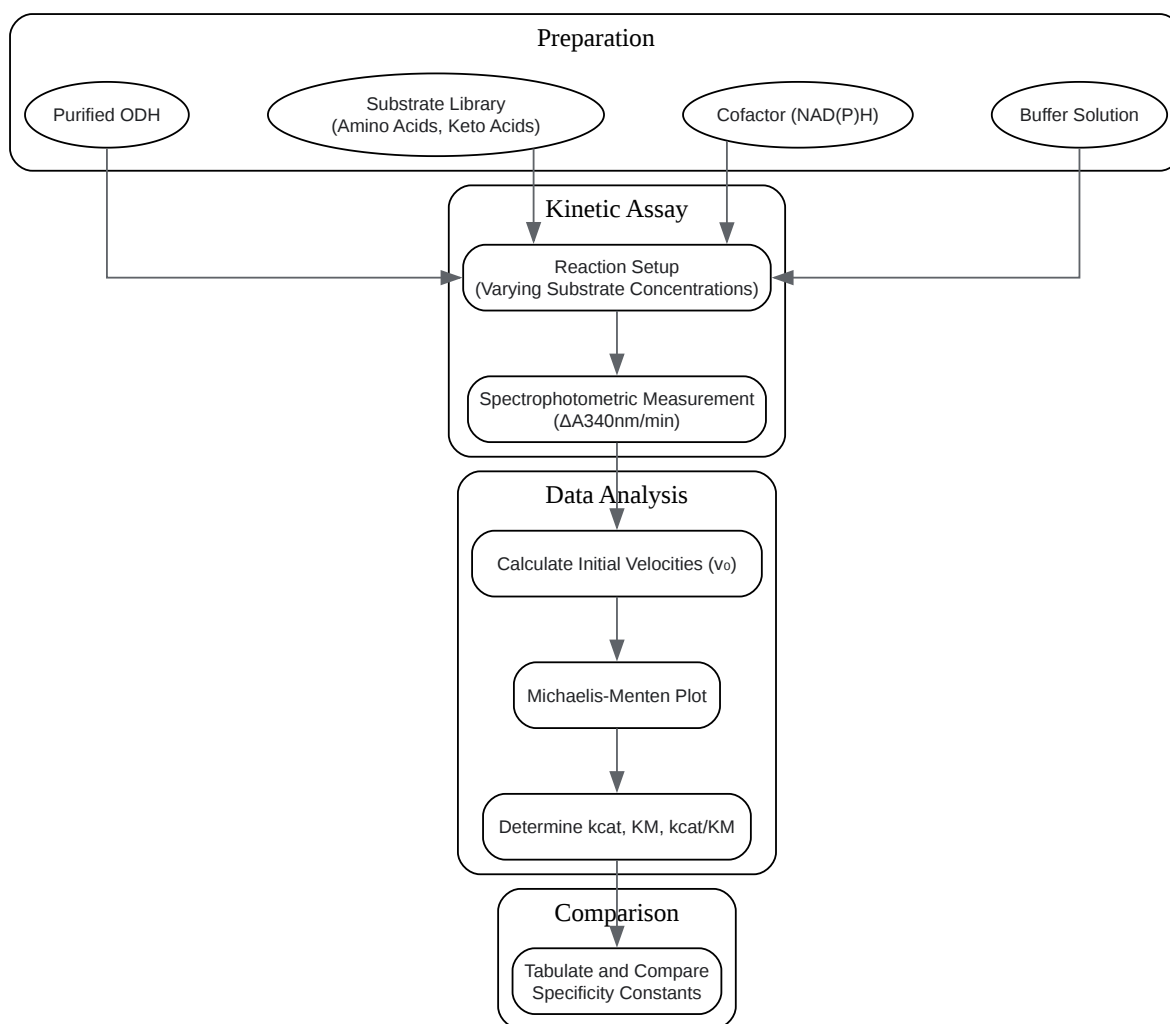 Preparation
Purified ODH
Substrate Library
(Amino Acids, Keto Acids)
Cofactor (NAD(P)H)
Buffer Solution
Kinetic Assay
Reaction Setup
(Varying Substrate Concentrations)
Spectrophotometric Measurement
(ΔA340nm/min)
Data Analysis
Calculate Initial Velocities (v₀)
Michaelis-Menten Plot
Determine kcat, KM, kcat/KM
Comparison
Tabulate and Compare
Specificity Constants